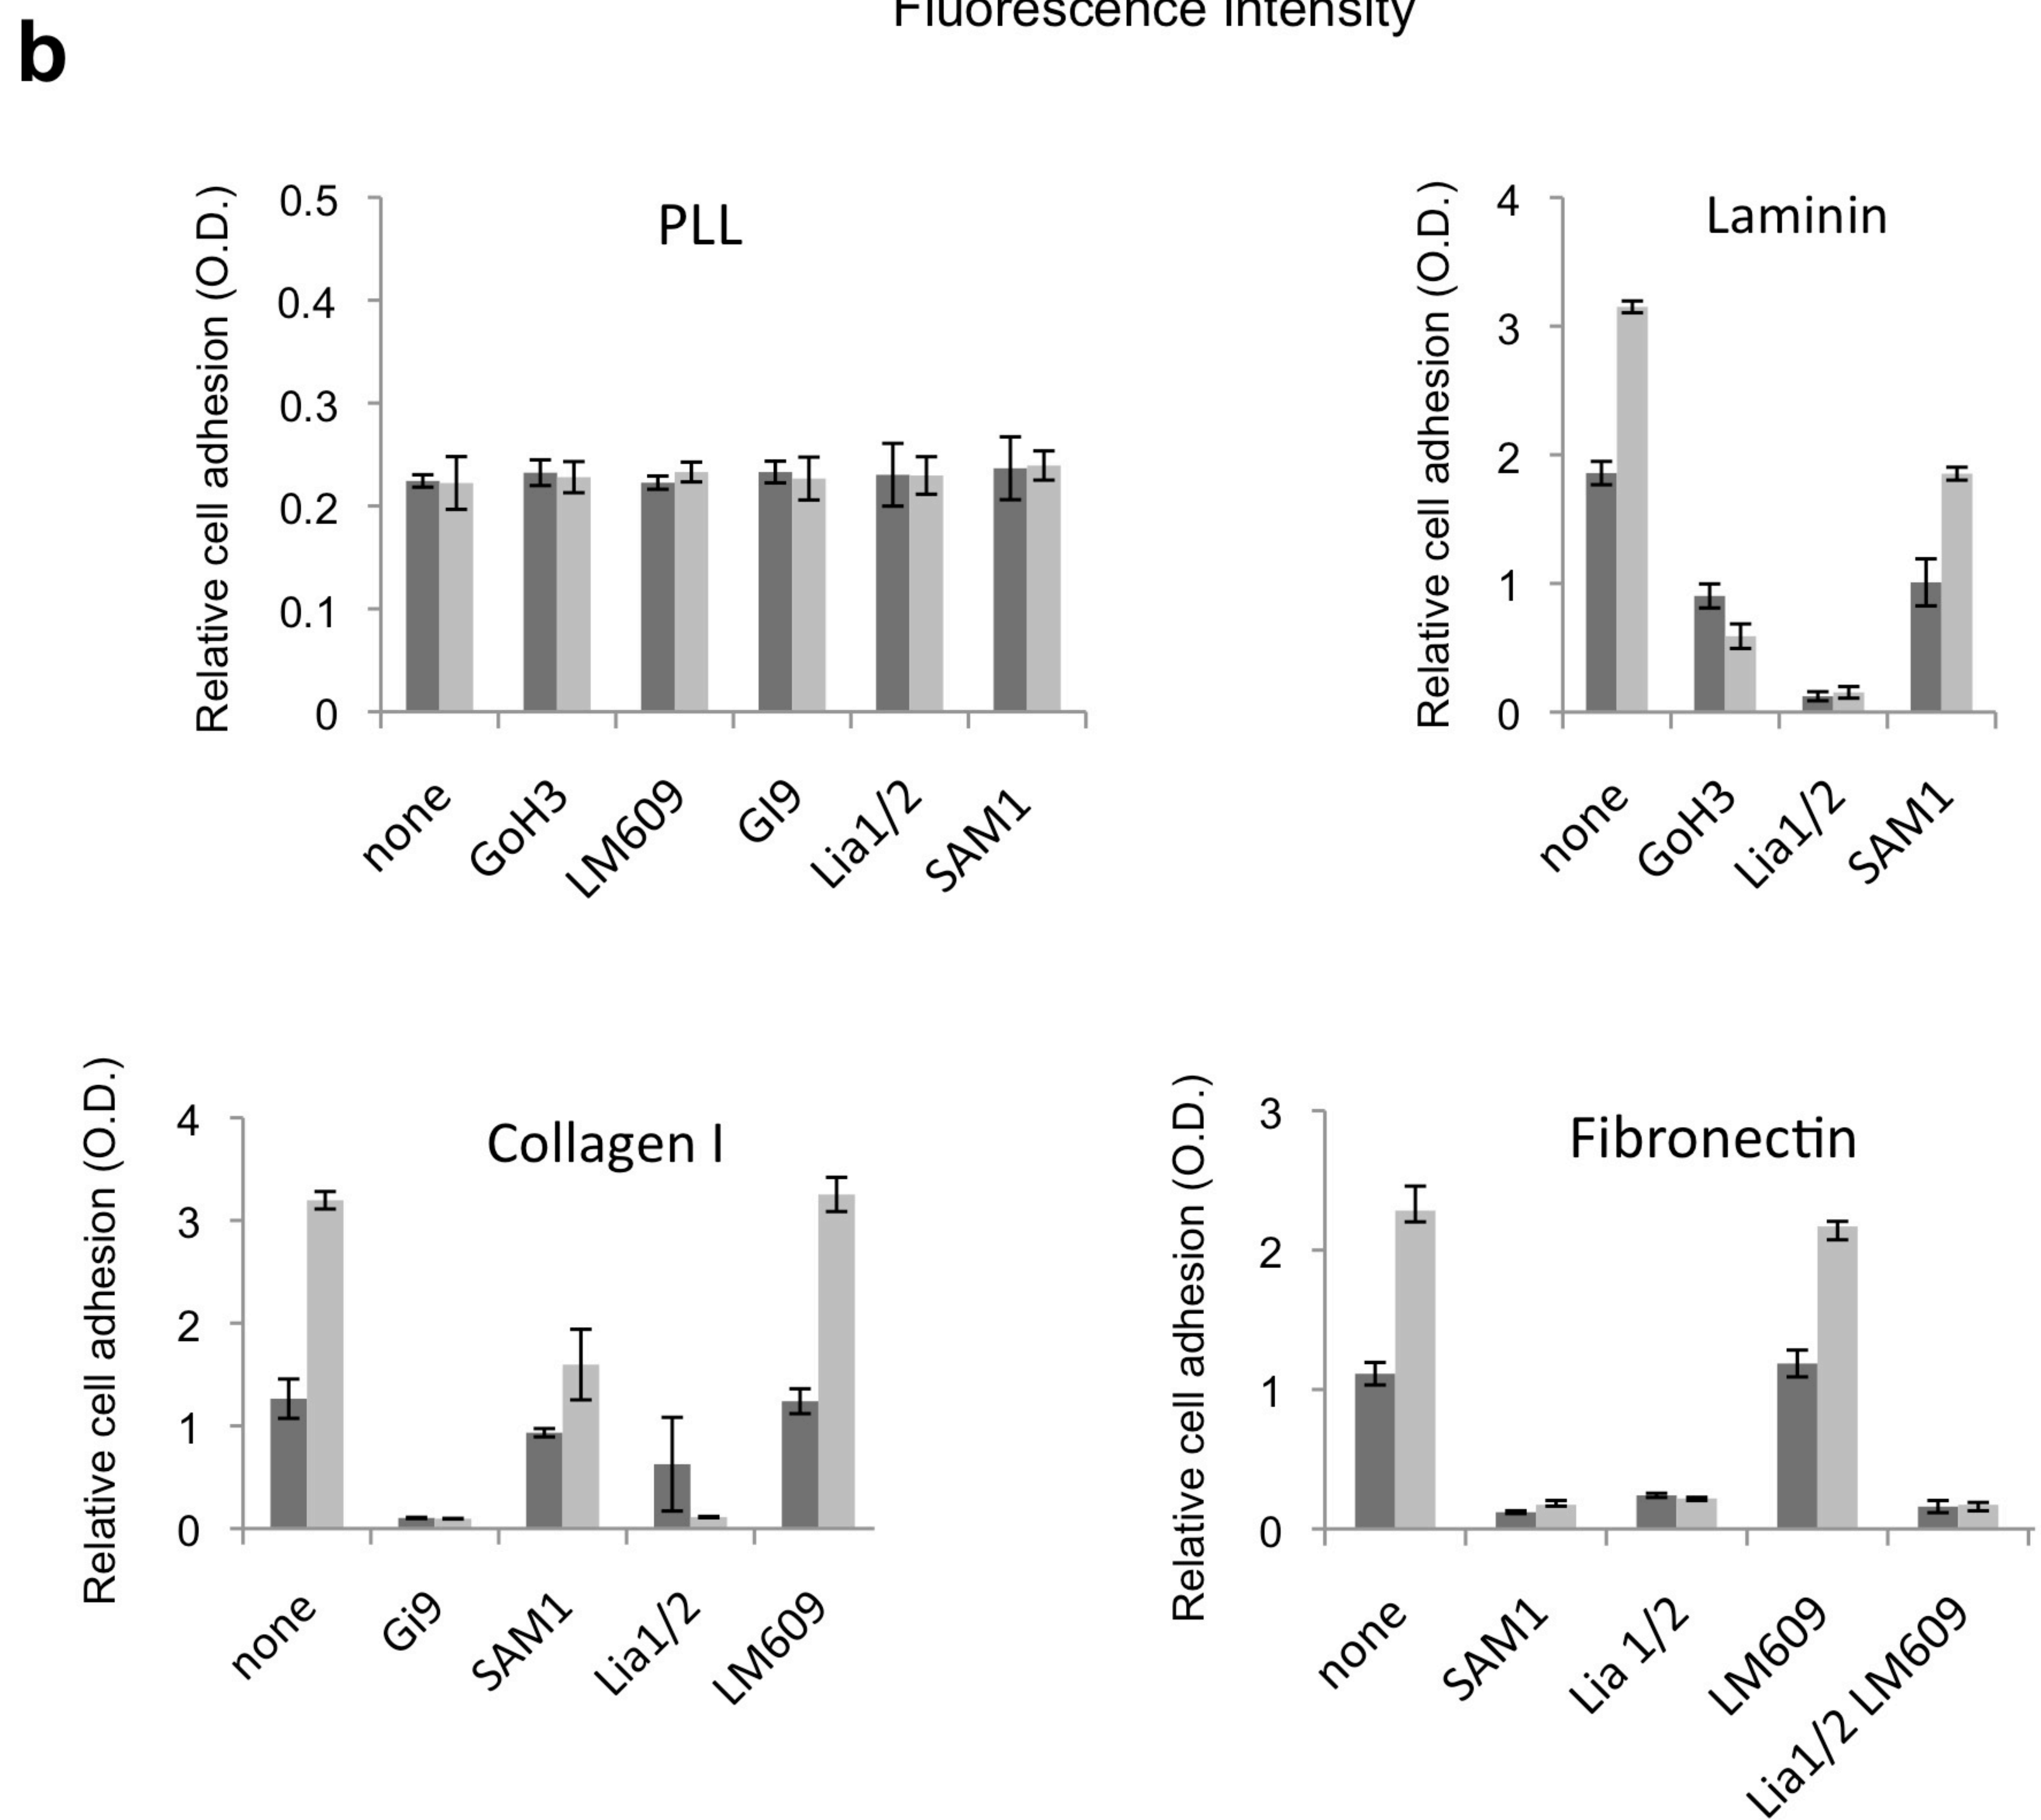 Fluorescence Intensity
b
PLL
Relative cell adhesion (O.D.)
0.5
0.4
0.3
0.2
0.1
0
none
GoH3
LM609
GI9
Lia1/2
SAM1
Laminin
Relative cell adhesion (O.D.)
4
3
2
1
0
none
GoH3
Lia1/2
SAM1
Collagen I
Relative cell adhesion (O.D.)
4
3
2
1
0
none
Gi9
SAM1
Lia1/2
LM609
Fibronectin
Relative cell adhesion (O.D.)
3
2
1
0
none
SAM1
Lia 1/2
LM609
Lia1/2 LM609